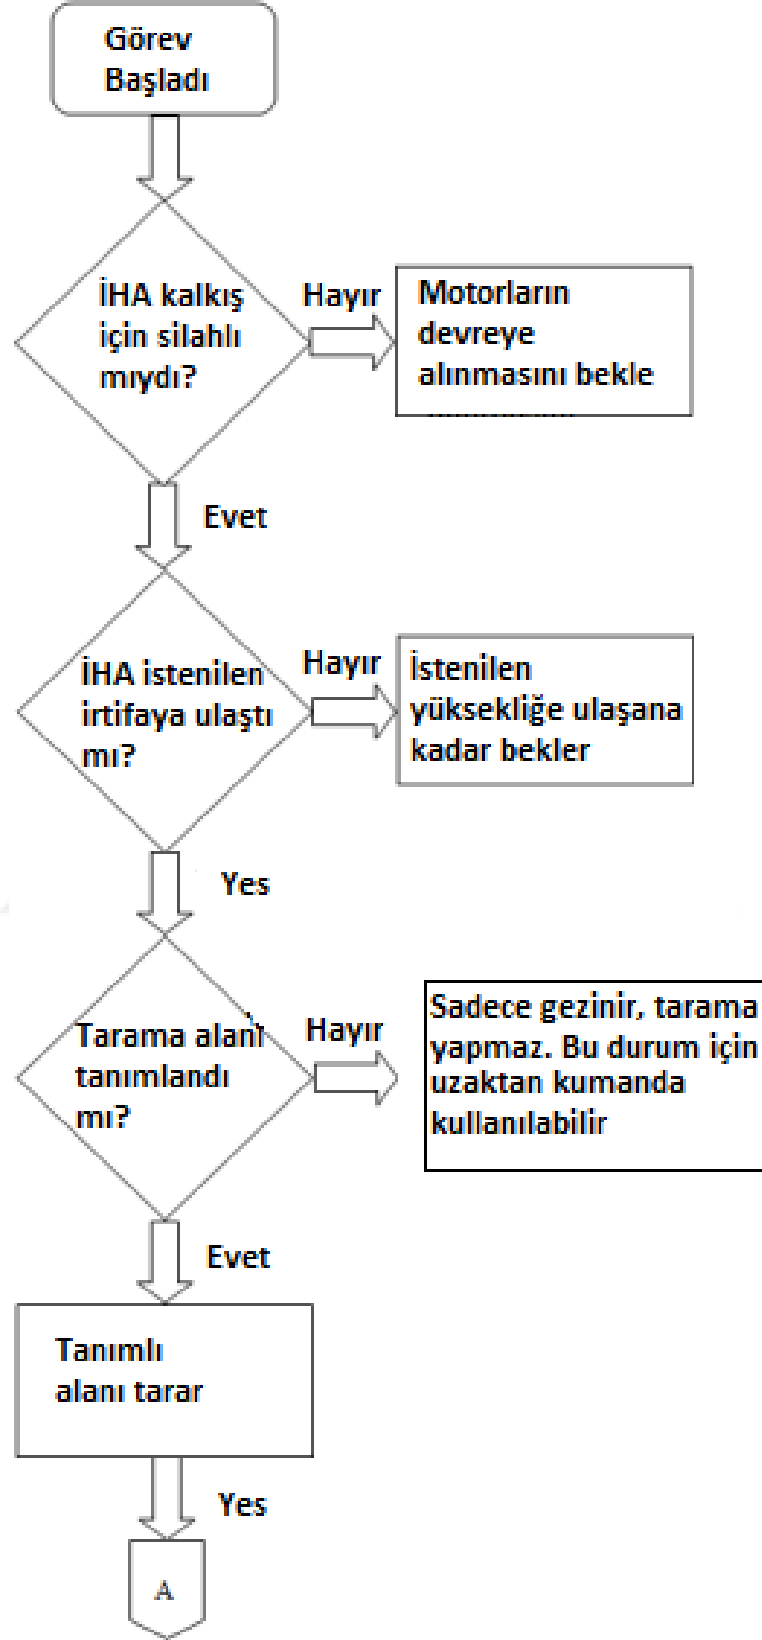 Görev
Başladı
İHA kalkış
için silahlı
mıydı?
Hayır
Motorların
devreye
alınmasını bekle
Evet
İHA istenilen
irtifaya ulaştı
mı?
Hayır
İstenilen
yüksekliğe ulaşana
kadar bekler
Yes
Tarama alanı
tanımlandı
mı?
Hayır
Sadece gezinir, tarama
yapmaz. Bu durum için
uzaktan kumanda
kullanılabilir
Evet
Tanımlı
alanı tarar
Yes
A